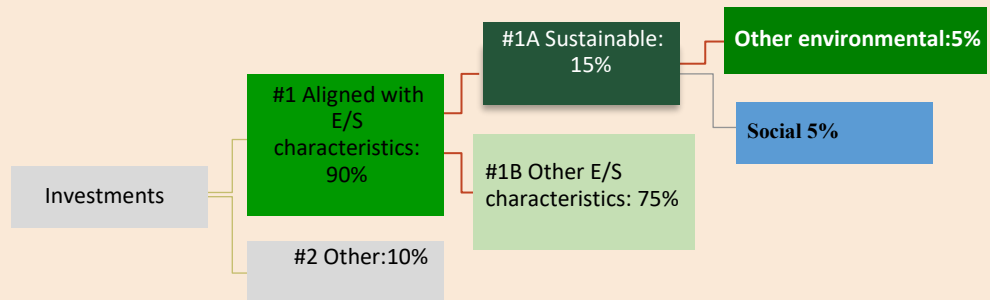 Investments
#1 Aligned with
E/S
characteristics:
90%
#2 Other:10%
#1A Sustainable:
15%
#1B Other E/S
characteristics: 75%
Other environmental:5%
Social 5%